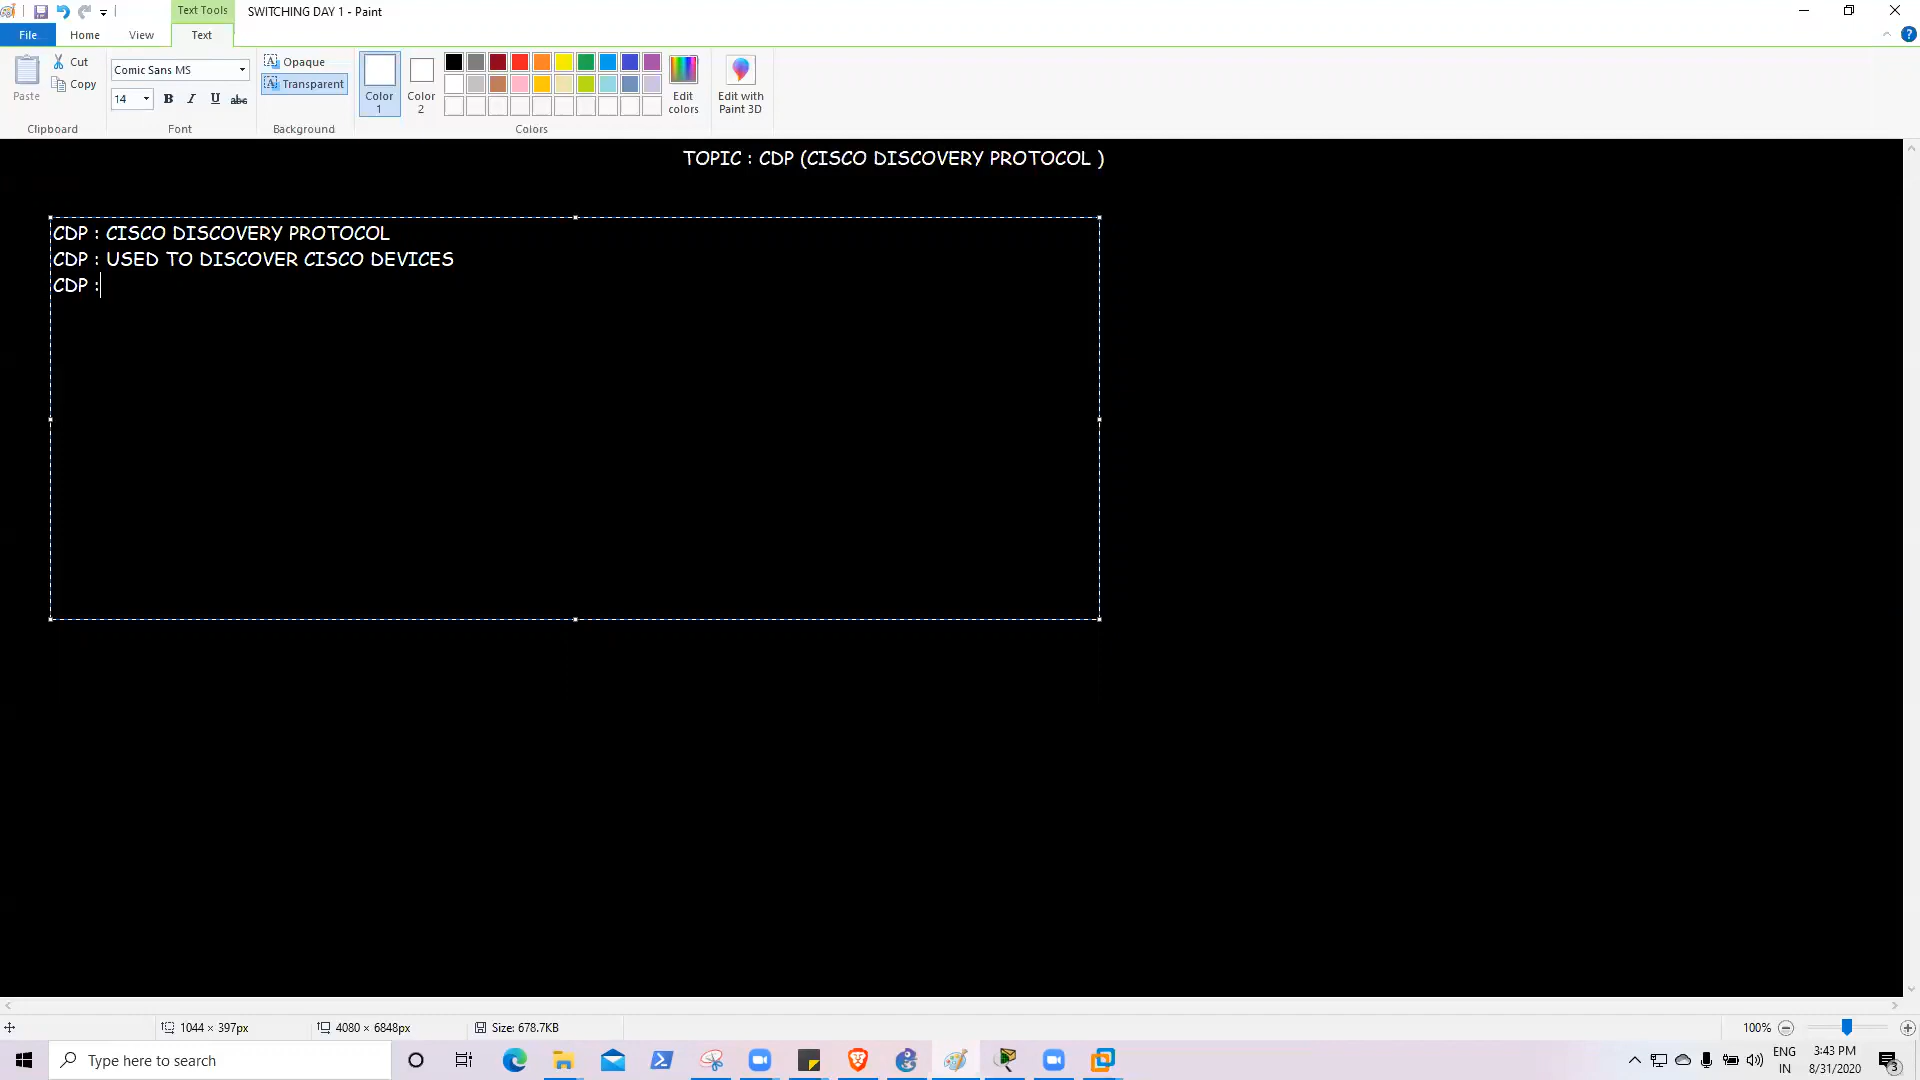 Text Tools
SWITCHING DAY 1 - Paint
File
Home
View
Text
Paste
Cut
Copy
Clipboard
Comic Sans MS
14
B I U abc
Font
Opaque
Transparent
Background
Color 1
Color 2
Edit colors
Colors
Edit with Paint 3D
TOPIC : CDP (CISCO DISCOVERY PROTOCOL )
CDP : CISCO DISCOVERY PROTOCOL
CDP : USED TO DISCOVER CISCO DEVICES
CDP :
1044 × 397px
4080 × 6848px
Size: 678.7KB
100%
Type here to search
ENG
IN
3:43 PM
8/31/2020
3